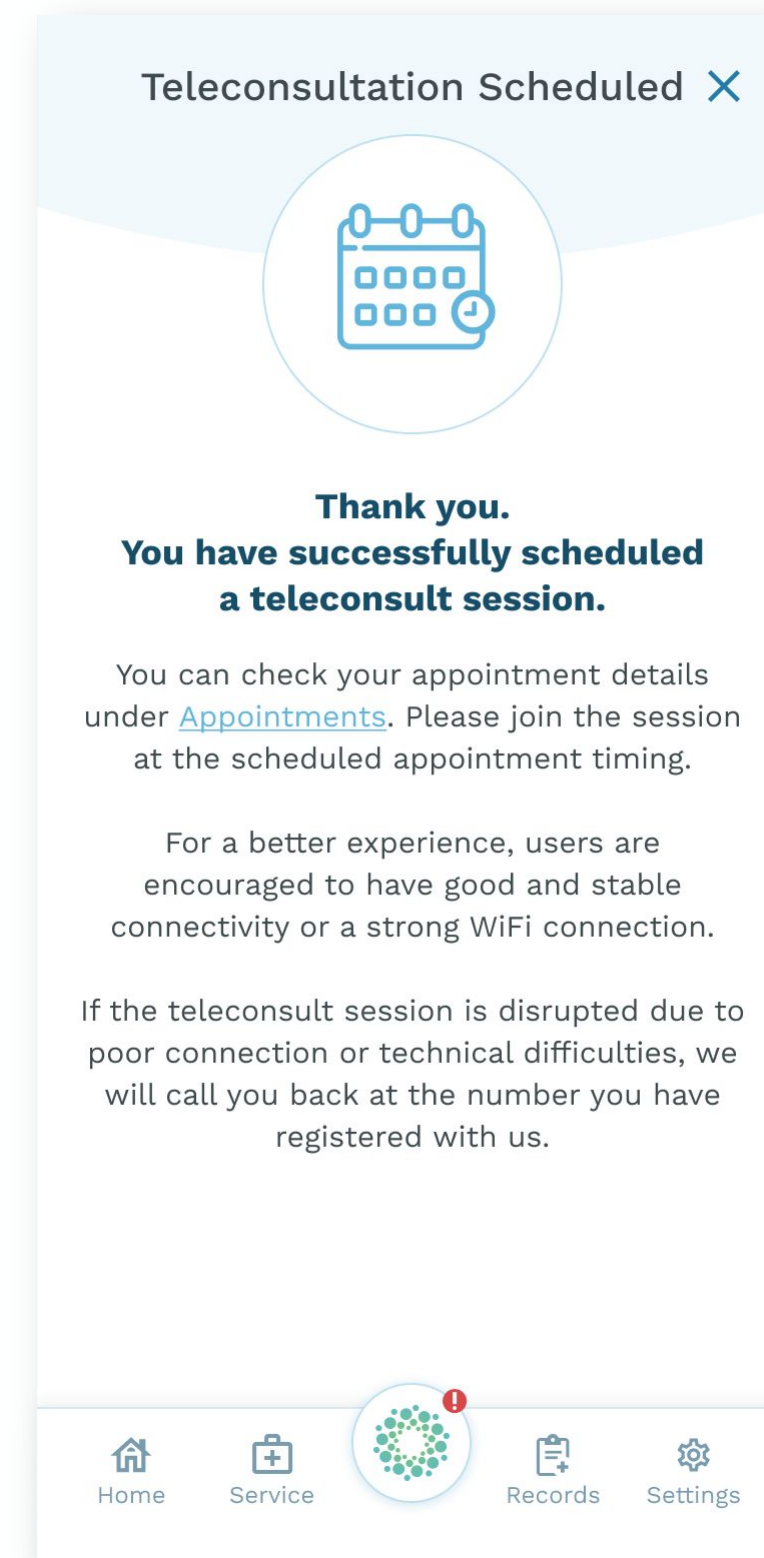 Teleconsultation Scheduled
Thank you.
You have successfully scheduled
a teleconsult session.
You can check your appointment details
under Appointments. Please join the session
at the scheduled appointment timing.
For a better experience, users are
encouraged to have good and stable
connectivity or a strong WiFi connection.
If the teleconsult session is disrupted due to
poor connection or technical difficulties, we
will call you back at the number you have
registered with us.
Home Service Records Settings